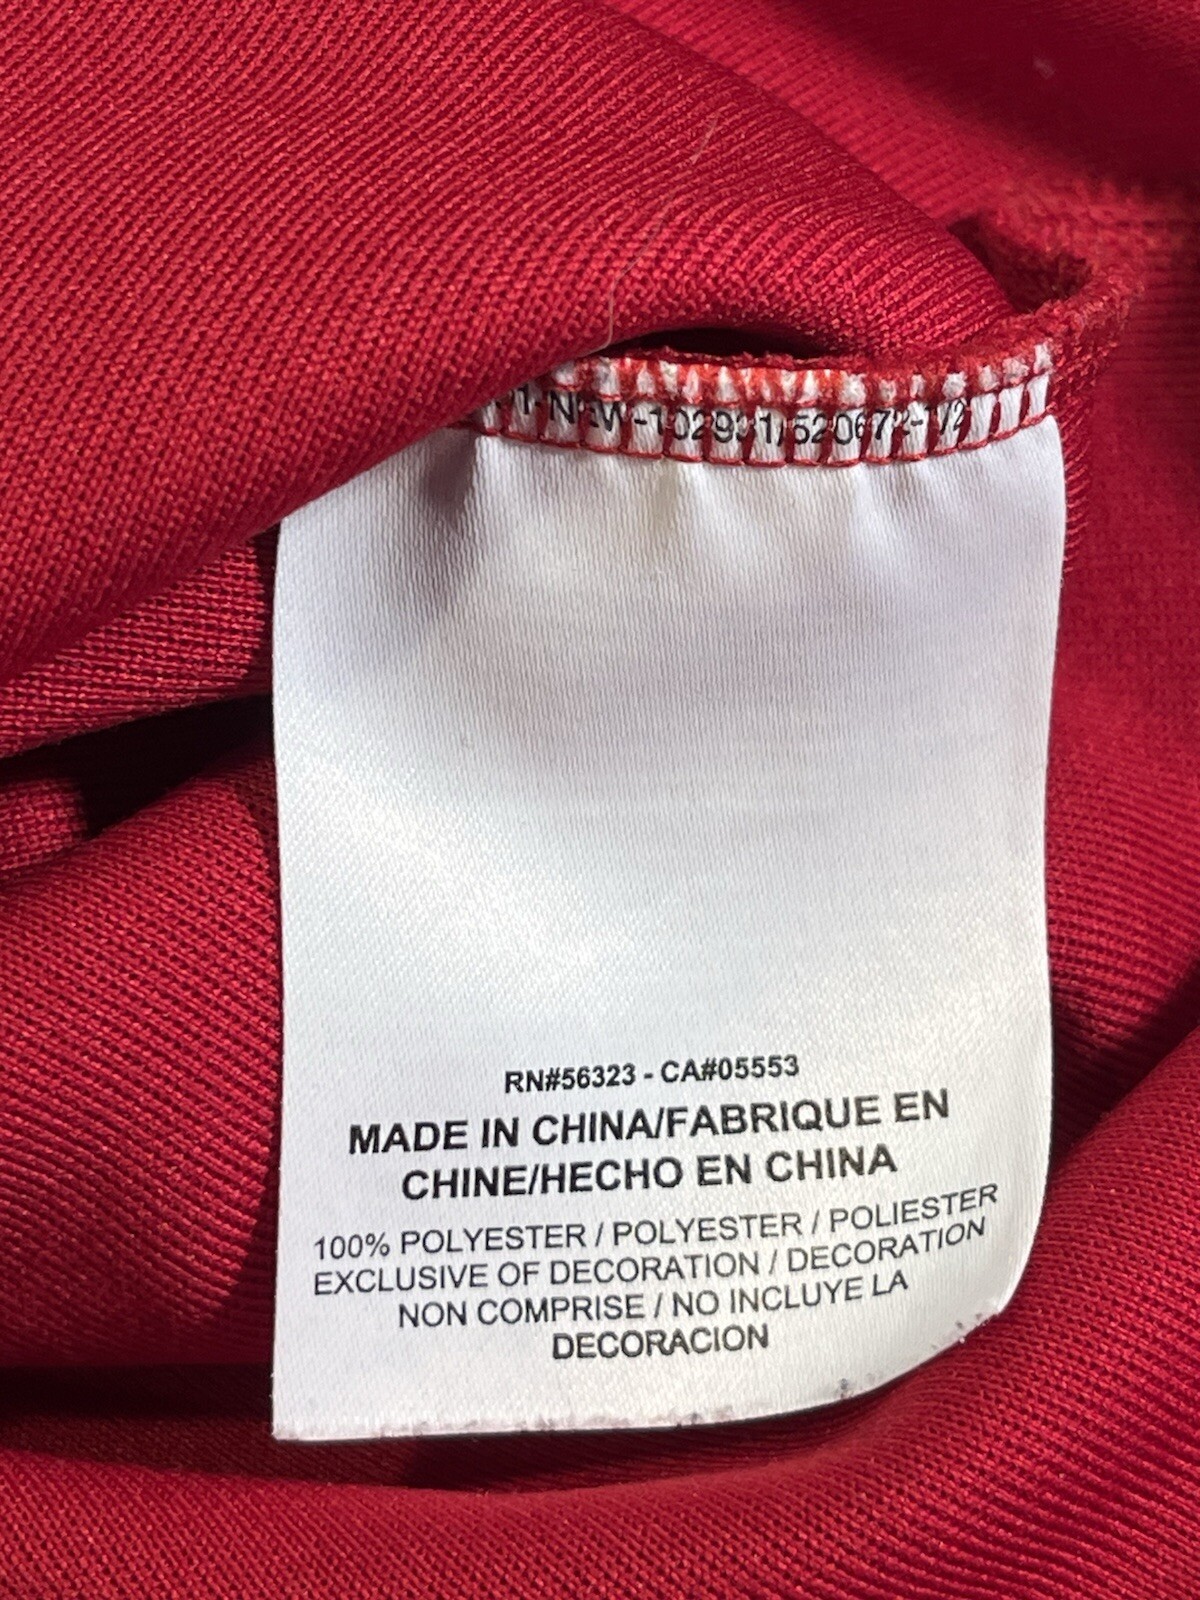 RN#56323 - CA#05553
MADE IN CHINA/FABRIQUE EN
CHINE/HECHO EN CHINA
100% POLYESTER / POLYESTER / POLIESTER
EXCLUSIVE OF DECORATION / DECORATION
NON COMPRISE / NO INCLUYE LA
DECORACION